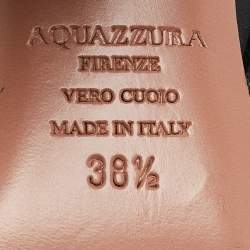 AQUAZZURA
FIRENZE
VERO CUOIO
MADE IN ITALY
38½